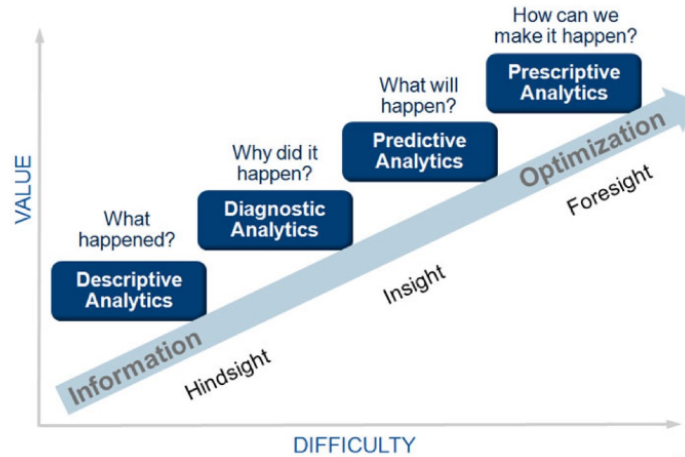 How can we
make it happen?
Prescriptive
Analytics
What will
happen?
Predictive
Analytics
Optimization
Why did it
happen?
Foresight
Diagnostic
Analytics
What
happened?
Insight
Descriptive
Analytics
Information
Hindsight
VALUE
DIFFICULTY